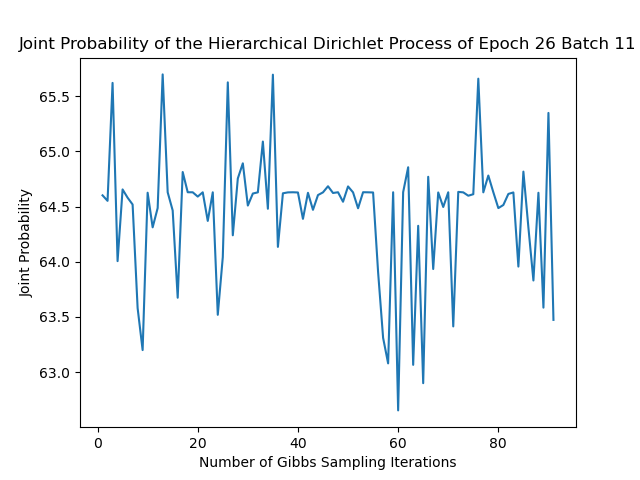 Joint Probability of the Hierarchical Dirichlet Process of Epoch 26 Batch 11
65.5
65.0
64.5
64.0
63.5
63.0
Joint Probability
0 20 40 60 80
Number of Gibbs Sampling Iterations